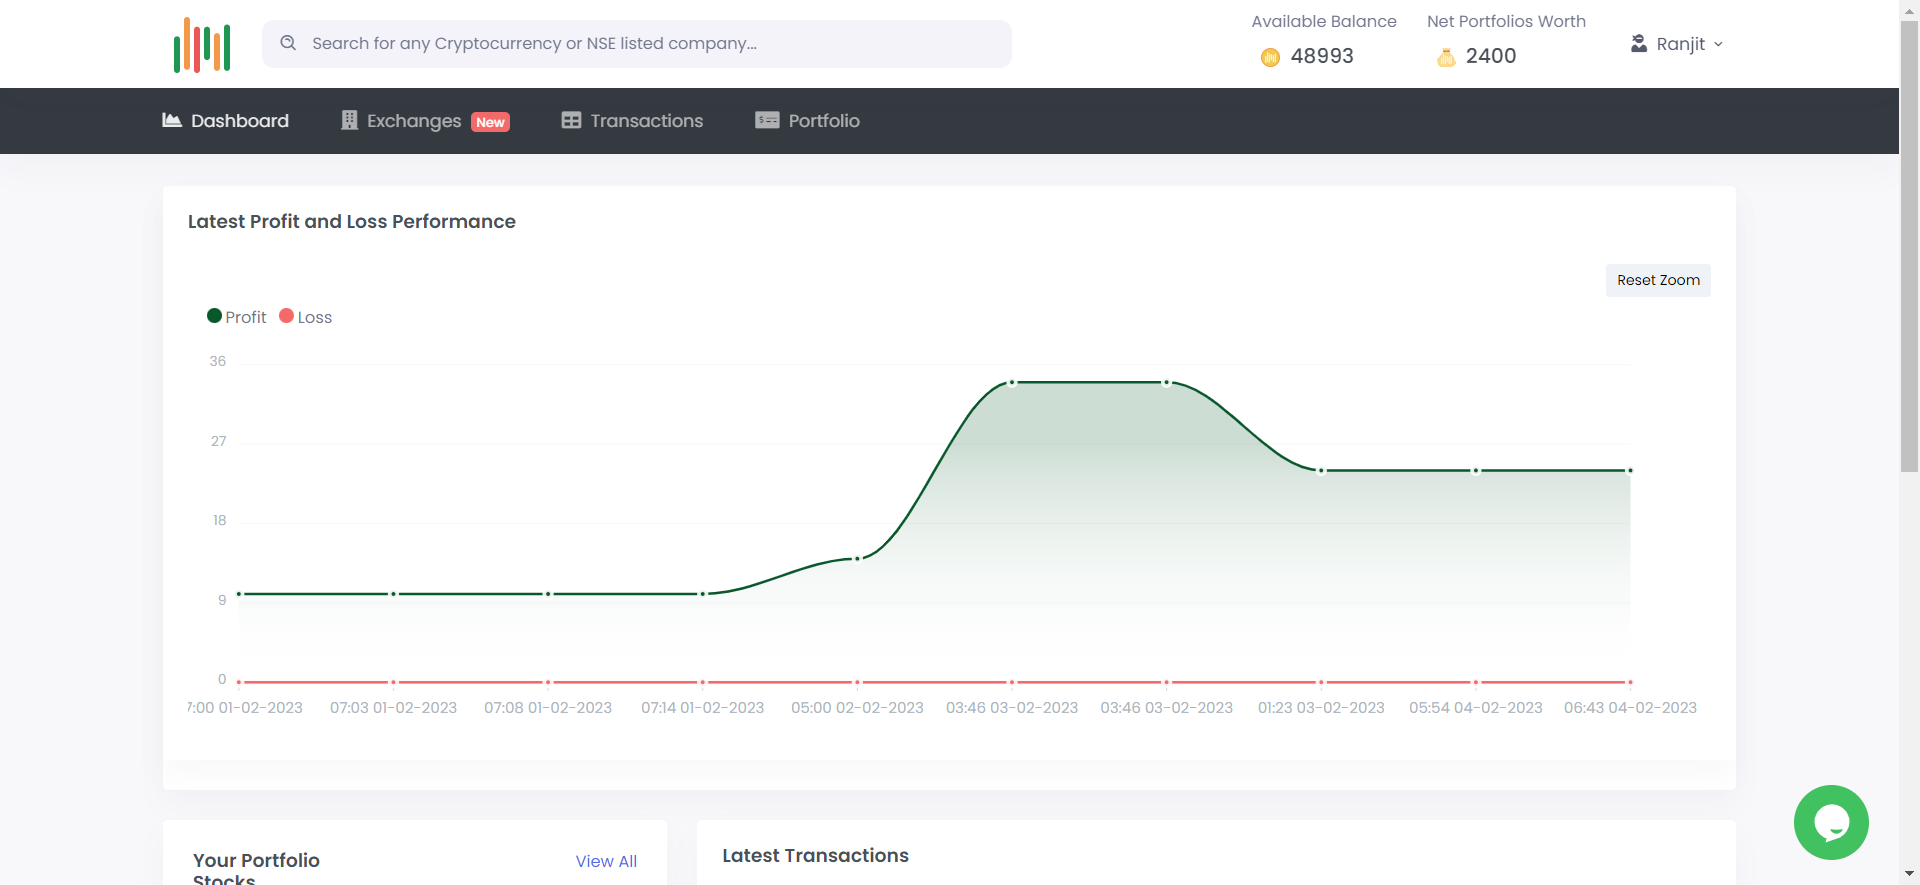 Search for any Cryptocurrency or NSE listed company...
Available Balance
48993
Net Portfolios Worth
2400
Ranjit
Dashboard
Exchanges New
Transactions
Portfolio
Latest Profit and Loss Performance
Reset Zoom
Profit Loss
36
27
18
9
0
7:00 01-02-2023 07:03 01-02-2023 07:08 01-02-2023 07:14 01-02-2023 05:00 02-02-2023 03:46 03-02-2023 03:46 03-02-2023 01:23 03-02-2023 05:54 04-02-2023 06:43 04-02-2023
Your Portfolio
Stocks
View All
Latest Transactions